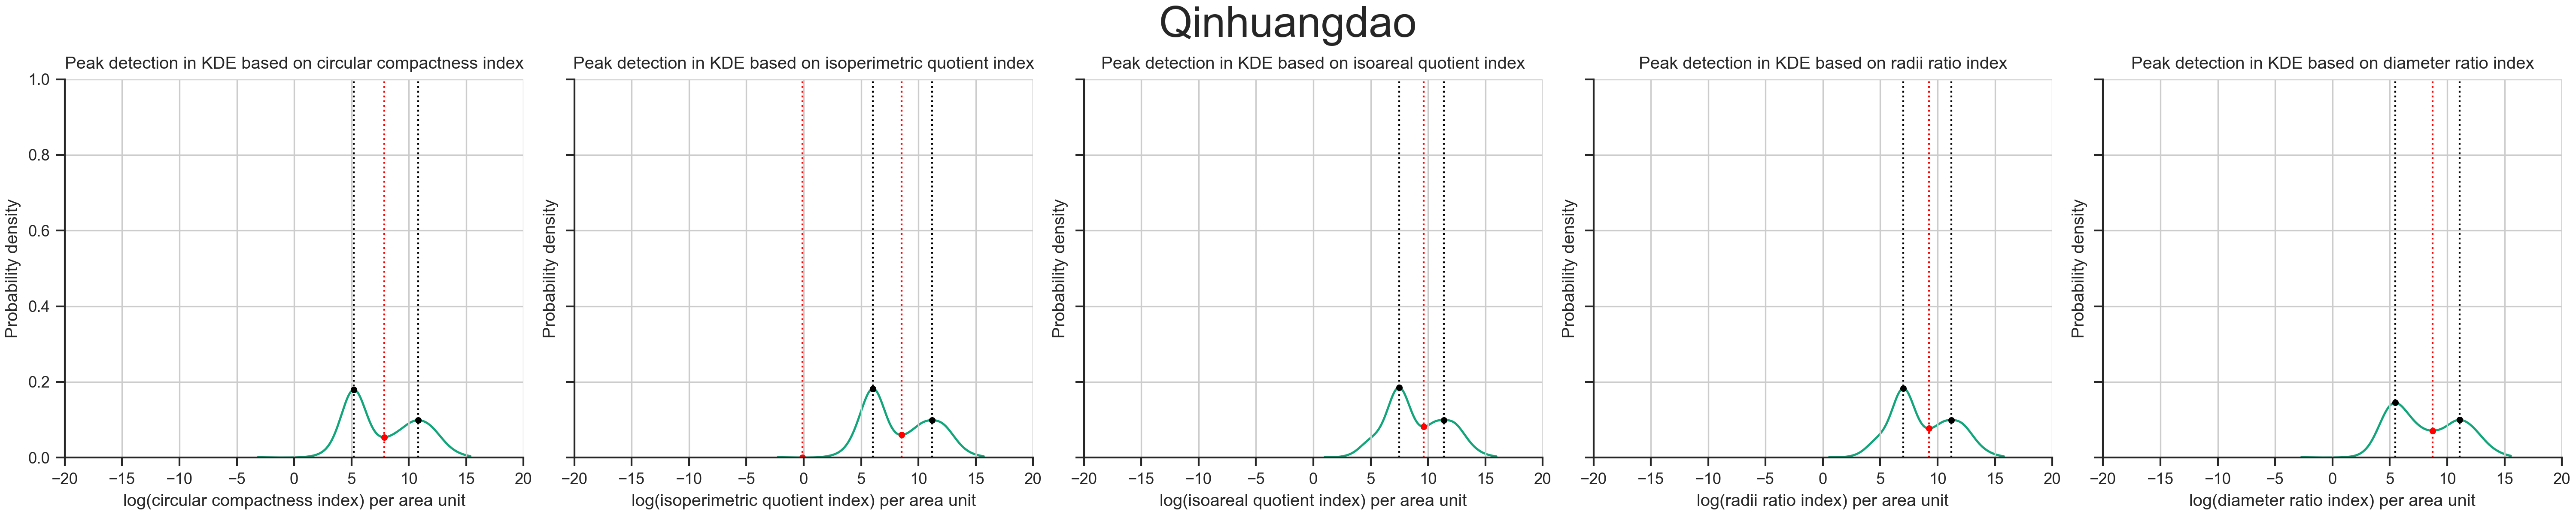 Qinhuangdao
Peak detection in KDE based on circular compactness index
Probability density
1.0
0.8
0.6
0.4
0.2
0.0
−20 −15 −10 −5 0 5 10 15 20
log(circular compactness index) per area unit
Peak detection in KDE based on isoperimetric quotient index
Probability density
−20 −15 −10 −5 0 5 10 15 20
log(isoperimetric quotient index) per area unit
Peak detection in KDE based on isoareal quotient index
Probability density
−20 −15 −10 −5 0 5 10 15 20
log(isoareal quotient index) per area unit
Peak detection in KDE based on radii ratio index
Probability density
−20 −15 −10 −5 0 5 10 15 20
log(radii ratio index) per area unit
Peak detection in KDE based on diameter ratio index
Probability density
−20 −15 −10 −5 0 5 10 15 20
log(diameter ratio index) per area unit